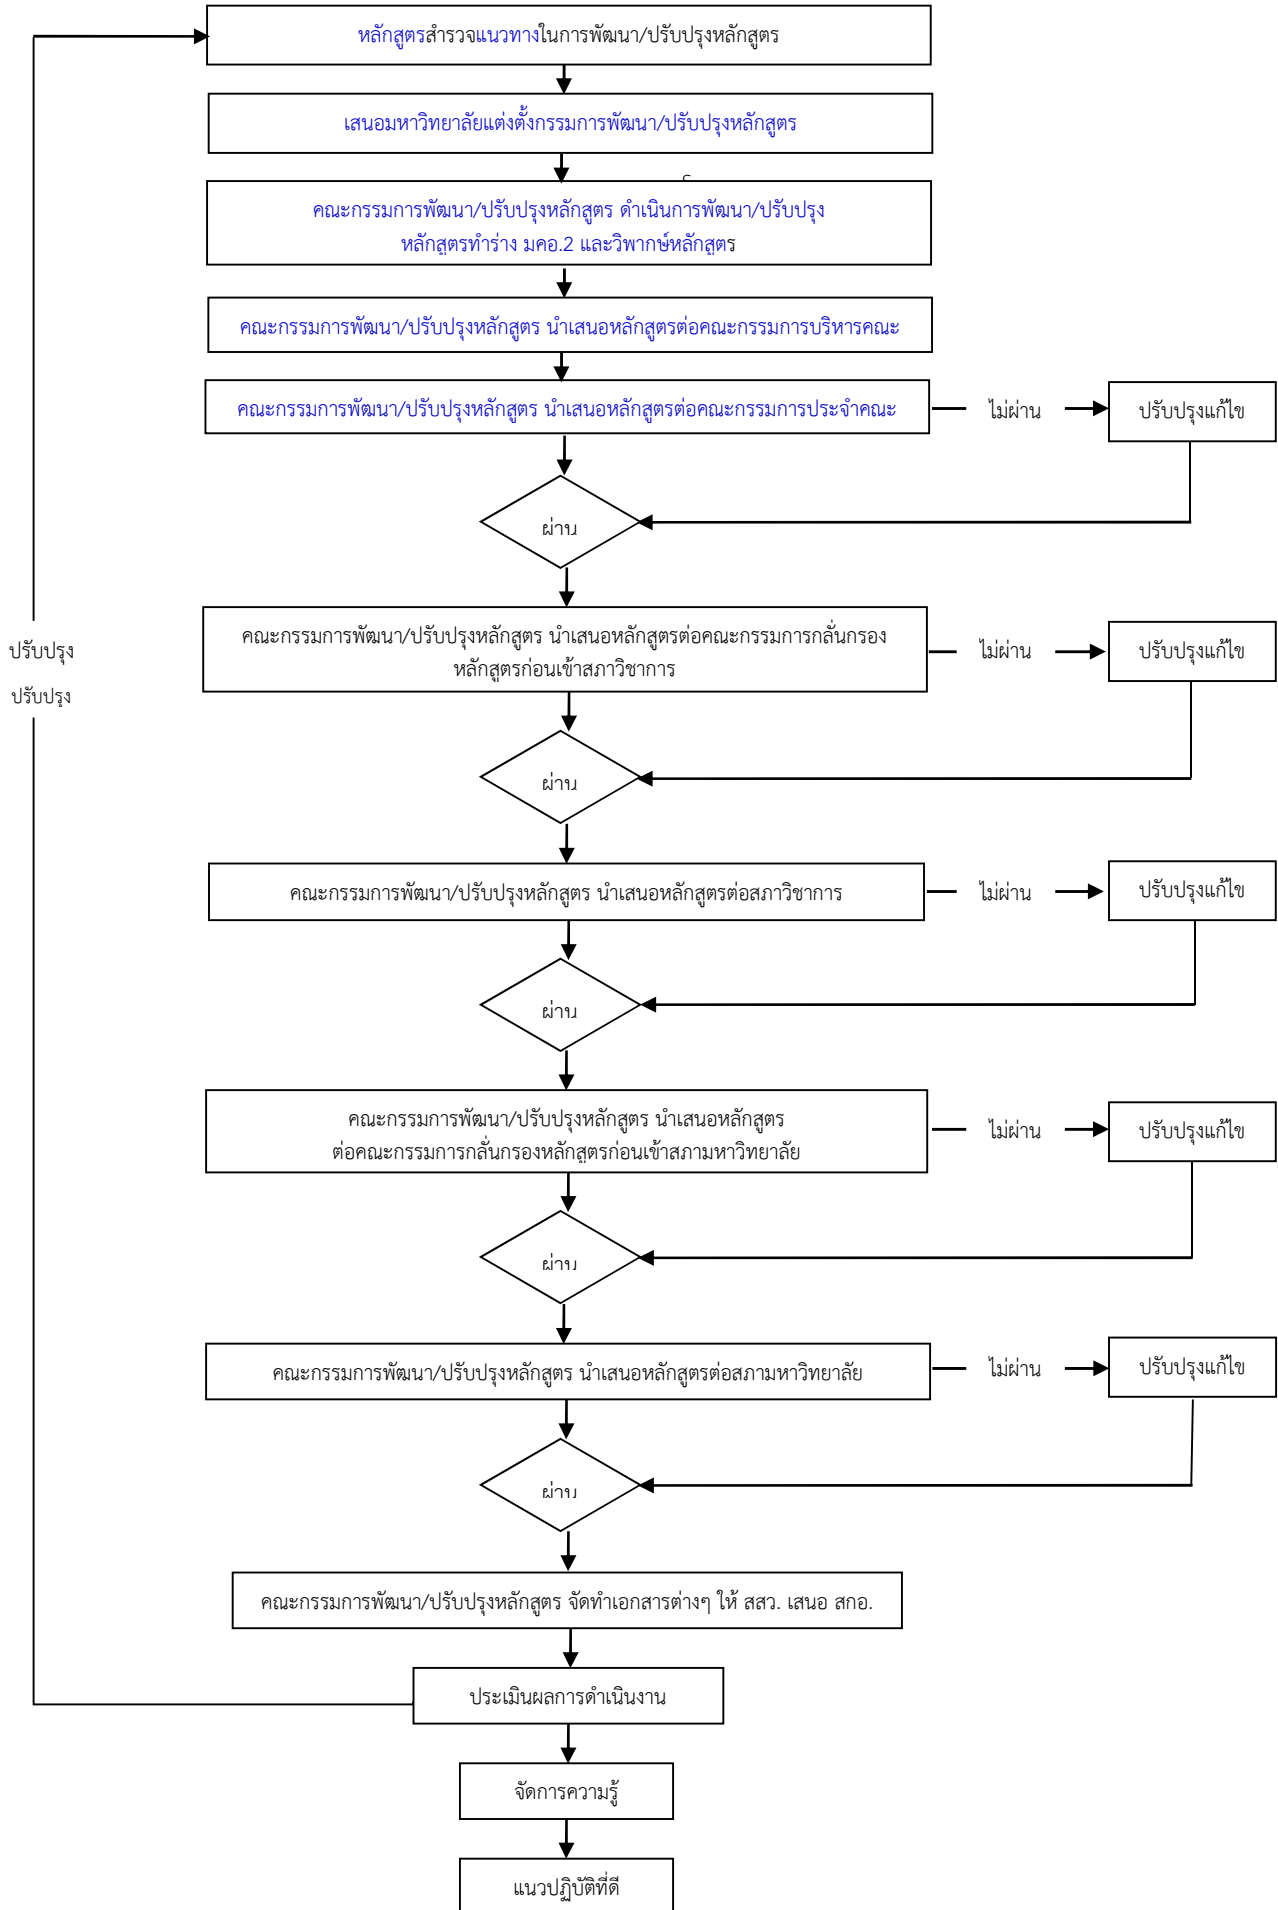 หลักสูตรสำรวจแนวทางในการพัฒนา/ปรับปรุงหลักสูตร
เสนอมหาวิทยาลัยแต่งตั้งกรรมการพัฒนา/ปรับปรุงหลักสูตร
คณะกรรมการพัฒนา/ปรับปรุงหลักสูตร ดำเนินการพัฒนา/ปรับปรุง
หลักสูตรทำร่าง มคอ.2 และวิพากษ์หลักสูตร
คณะกรรมการพัฒนา/ปรับปรุงหลักสูตร นำเสนอหลักสูตรต่อคณะกรรมการบริหารคณะ
คณะกรรมการพัฒนา/ปรับปรุงหลักสูตร นำเสนอหลักสูตรต่อคณะกรรมการประจำคณะ
ไม่ผ่าน
ปรับปรุงแก้ไข
ผ่าน
คณะกรรมการพัฒนา/ปรับปรุงหลักสูตร นำเสนอหลักสูตรต่อคณะกรรมการกลั่นกรอง
หลักสูตรก่อนเข้าสภาวิชาการ
ไม่ผ่าน
ปรับปรุงแก้ไข
ปรับปรุง
ปรับปรุง
ผ่าน
คณะกรรมการพัฒนา/ปรับปรุงหลักสูตร นำเสนอหลักสูตรต่อสภาวิชาการ
ไม่ผ่าน
ปรับปรุงแก้ไข
ผ่าน
คณะกรรมการพัฒนา/ปรับปรุงหลักสูตร นำเสนอหลักสูตร
ต่อคณะกรรมการกลั่นกรองหลักสูตรก่อนเข้าสภามหาวิทยาลัย
ไม่ผ่าน
ปรับปรุงแก้ไข
ผ่าน
คณะกรรมการพัฒนา/ปรับปรุงหลักสูตร นำเสนอหลักสูตรต่อสภามหาวิทยาลัย
ไม่ผ่าน
ปรับปรุงแก้ไข
ผ่าน
คณะกรรมการพัฒนา/ปรับปรุงหลักสูตร จัดทำเอกสารต่างๆ ให้ สสว. เสนอ สกอ.
ประเมินผลการดำเนินงาน
จัดการความรู้
แนวปฏิบัติที่ดี